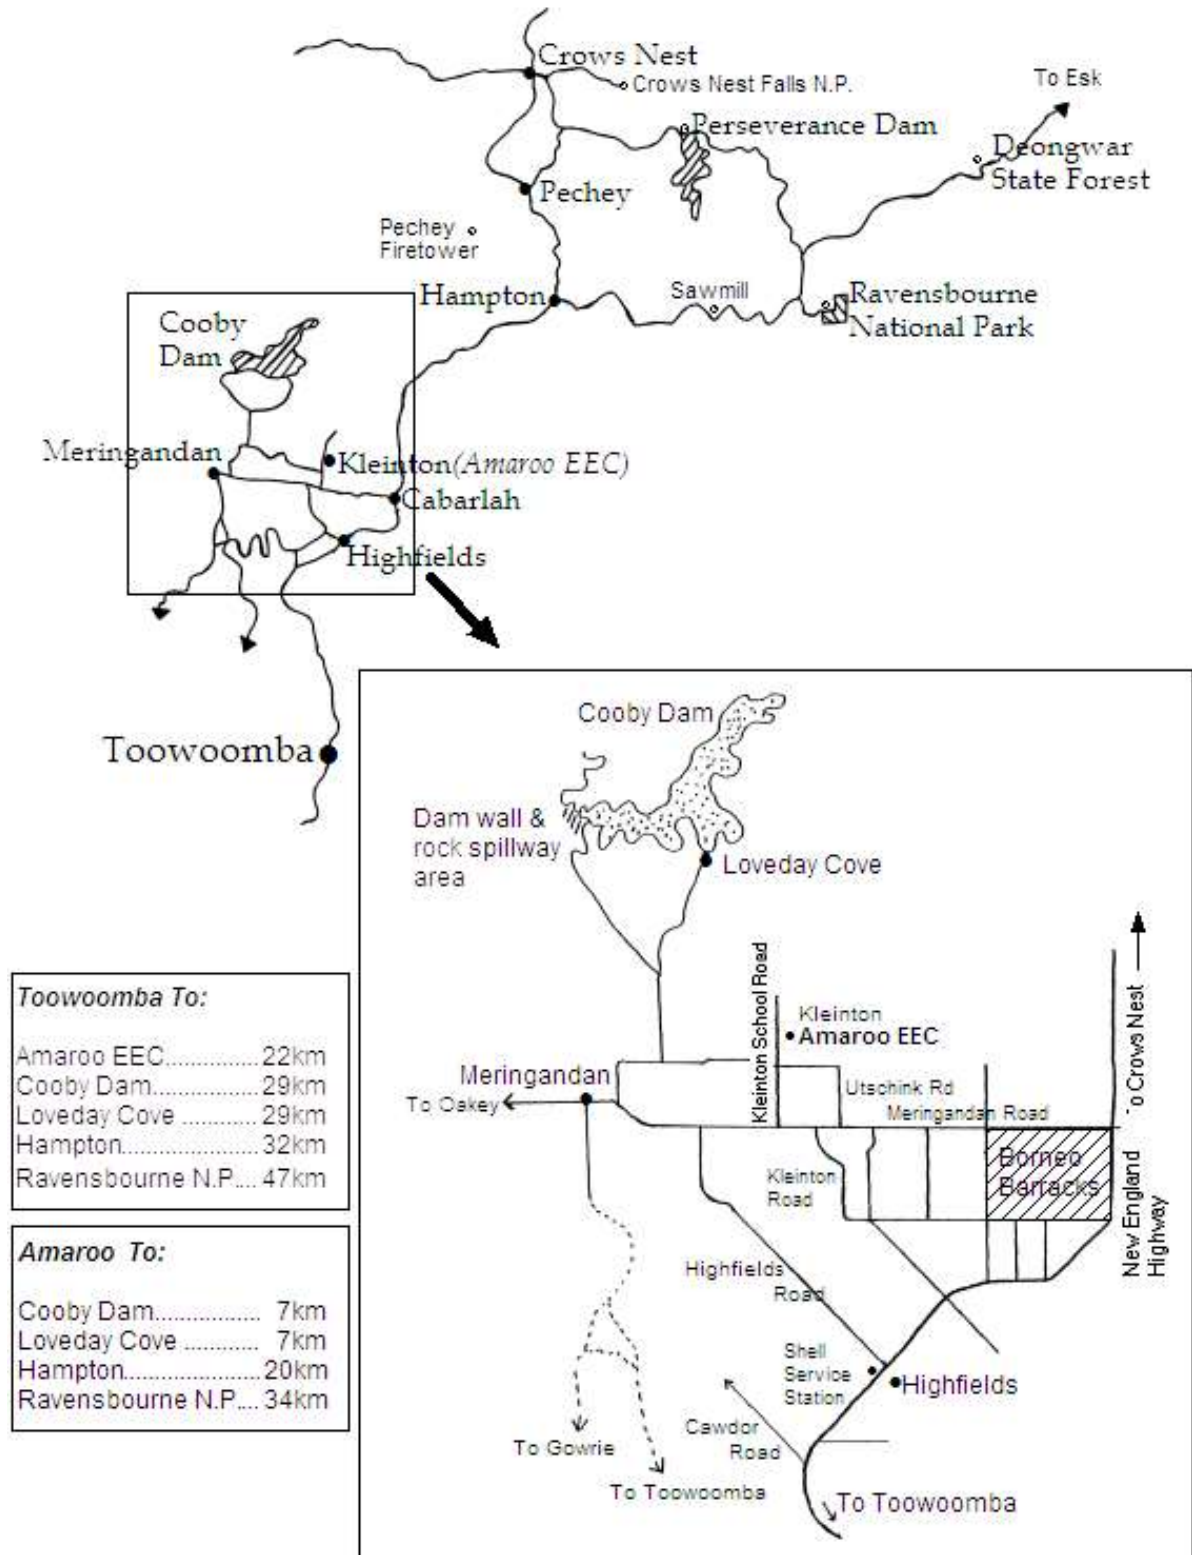 Crows Nest
Crows Nest Falls N.P.
To Esk
Perseverance Dam
Deongwar
State Forest
Pechey
Pechey
Firetower
Hampton
Sawmill
Ravensbourne
National Park
Cooby
Dam
Meringandan
Kleinton(Amaroo EEC)
Cabarlah
Highfields
Toowoomba
Cooby Dam
Dam wall &
rock spillway
area
Loveday Cove
Kleinton School Road
Kleinton
Amaroo EEC
To Crows Nest
Meringandan
To Oakey
Utschink Rd
Meringandan Road
Kleinton
Road
Borneo
Barracks
New England
Highway
Highfields
Road
Shell
Service
Station
Highfields
Cawdor
Road
To Gowrie
To Toowoomba
To Toowoomba
Toowoomba To:
Amaroo EEC.............. 22km
Cooby Dam................ 29km
Loveday Cove ........... 29km
Hampton.................... 32km
Ravensbourne N.P.... 47km
Amaroo To:
Cooby Dam................ 7km
Loveday Cove ........... 7km
Hampton.................... 20km
Ravensbourne N.P.... 34km